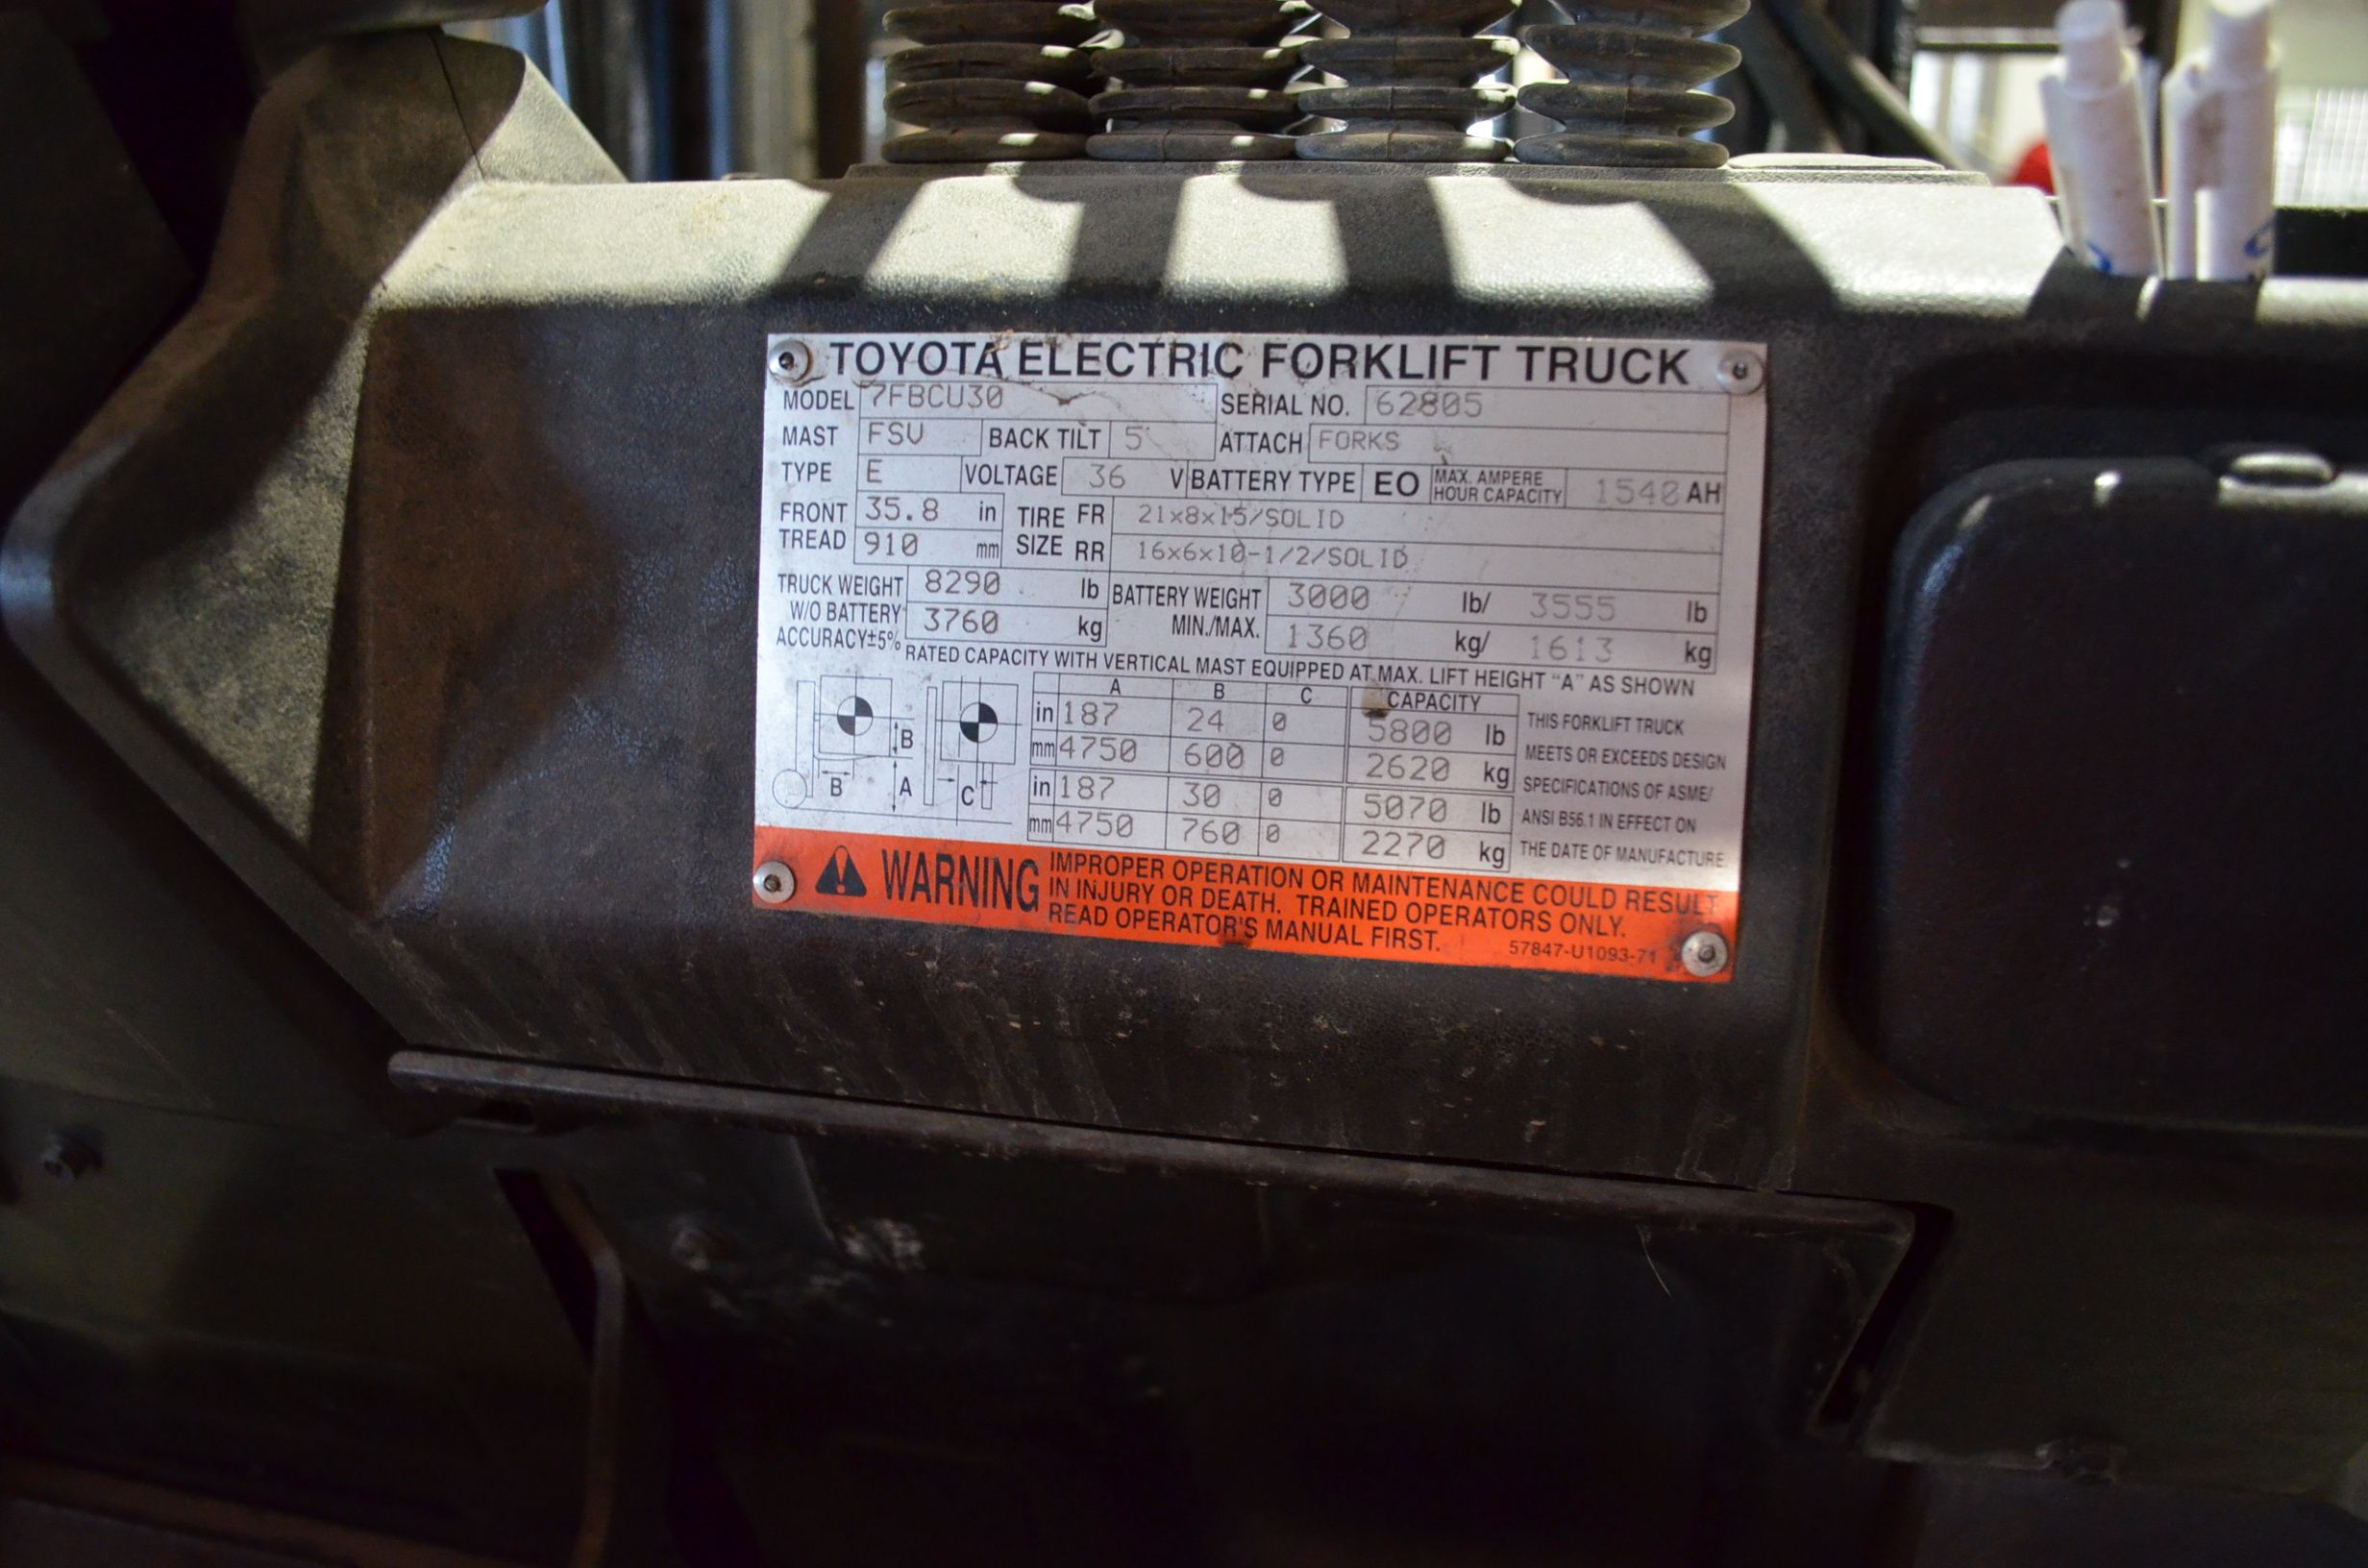 TOYOTA ELECTRIC FORKLIFT TRUCK
MODEL 7FBCU30 SERIAL NO. 62805
MAST FSV BACK TILT 5° ATTACH FORKS
TYPE E VOLTAGE 36 V BATTERY TYPE EO MAX. AMPERE HOUR CAPACITY 1540 AH
FRONT TREAD 35.8 in TIRE SIZE FR 21x8x15/SOLID
910 mm RR 16x6x10-1/2/SOLID
TRUCK WEIGHT 8290 lb BATTERY WEIGHT 3000 lb/ 3555 lb
W/O BATTERY 3760 kg MIN./MAX. 1360 kg/ 1613 kg
ACCURACY±5%
RATED CAPACITY WITH VERTICAL MAST EQUIPPED AT MAX. LIFT HEIGHT "A" AS SHOWN
A B C CAPACITY
in 187 24 0 5800 lb
mm 4750 600 0 2620 kg
in 187 30 0 5070 lb
mm 4750 760 0 2270 kg
B
B A C
THIS FORKLIFT TRUCK
MEETS OR EXCEEDS DESIGN
SPECIFICATIONS OF ASME/
ANSI B56.1 IN EFFECT ON
THE DATE OF MANUFACTURE
WARNING
IMPROPER OPERATION OR MAINTENANCE COULD RESULT
IN INJURY OR DEATH. TRAINED OPERATORS ONLY.
READ OPERATOR'S MANUAL FIRST.
57847-U1093-71